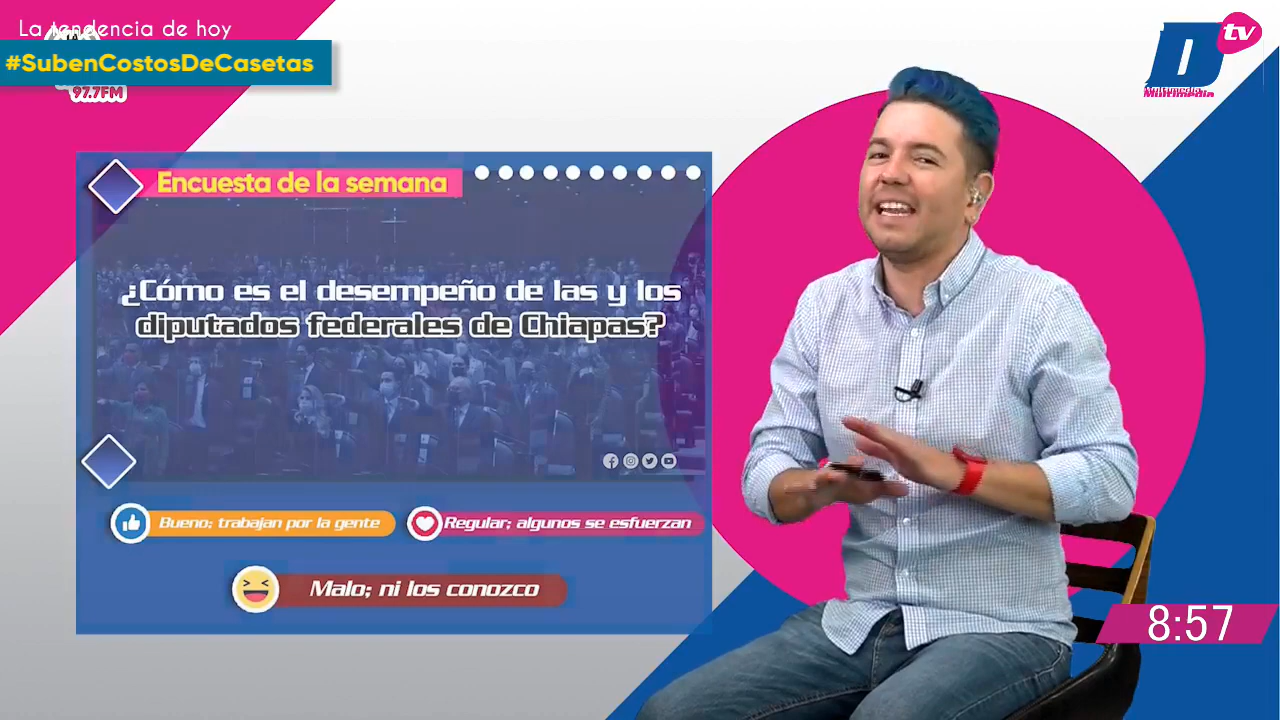 La tendencia de hoy
#SubenCostosDeCasetas
97.7FM
D
tv
Multimedia
Encuesta de la semana
¿Cómo es el desempeño de las y los
diputados federales de Chiapas?
Bueno; trabajan por la gente
Regular; algunos se esfuerzan
Malo; ni los conozco
8:57